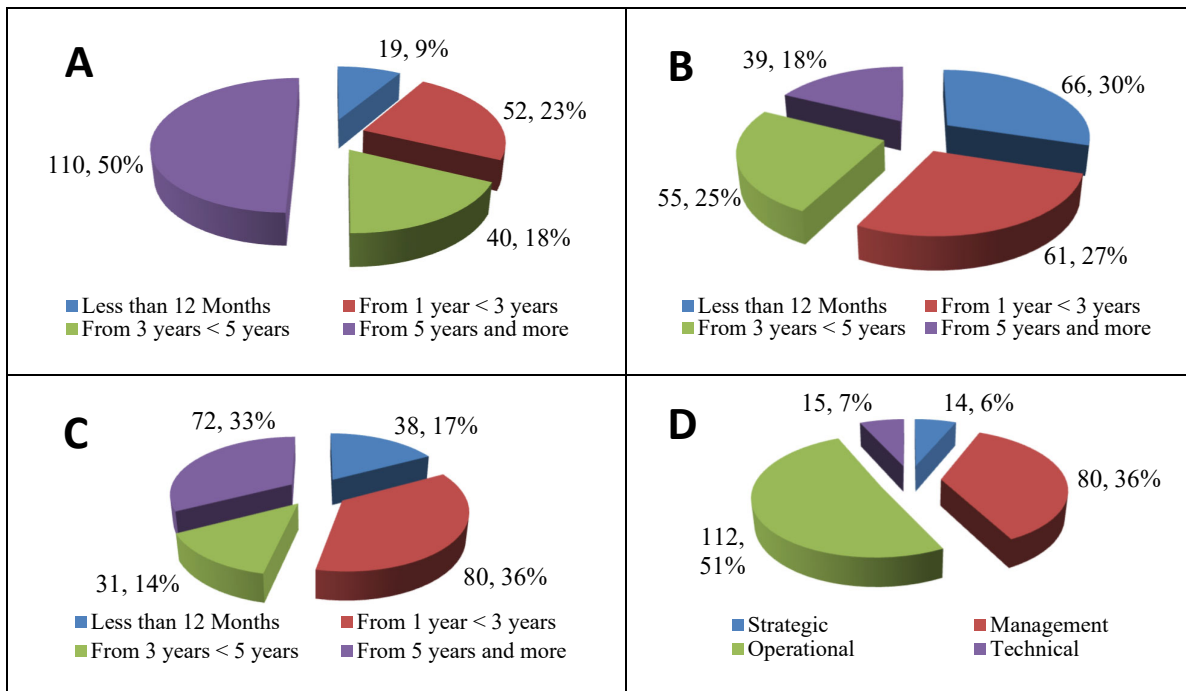 A
19, 9%
52, 23%
110, 50%
40, 18%
Less than 12 Months
From 1 year < 3 years
From 3 years < 5 years
From 5 years and more
B
39, 18%
66, 30%
55, 25%
61, 27%
Less than 12 Months
From 1 year < 3 years
From 3 years < 5 years
From 5 years and more
C
72, 33%
38, 17%
31, 14%
80, 36%
Less than 12 Months
From 1 year < 3 years
From 3 years < 5 years
From 5 years and more
D
15, 7%
14, 6%
80, 36%
112,
51%
Strategic
Management
Operational
Technical